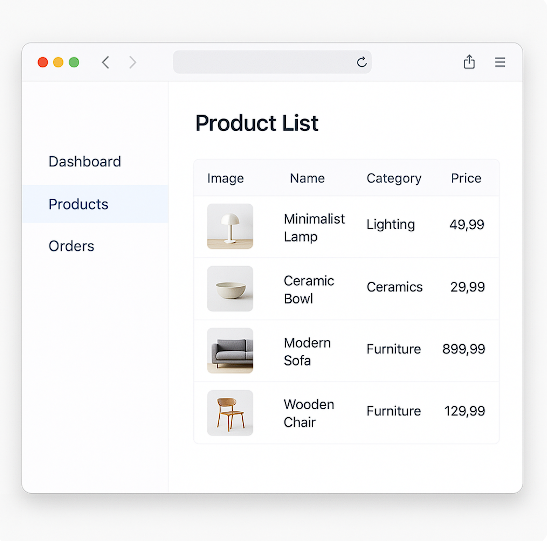 Product List
Dashboard
Products
Orders
Image Name Category Price
Minimalist
Lamp
Lighting
49,99
Ceramic
Bowl
Ceramics
29,99
Modern
Sofa
Furniture
899,99
Wooden
Chair
Furniture
129,99